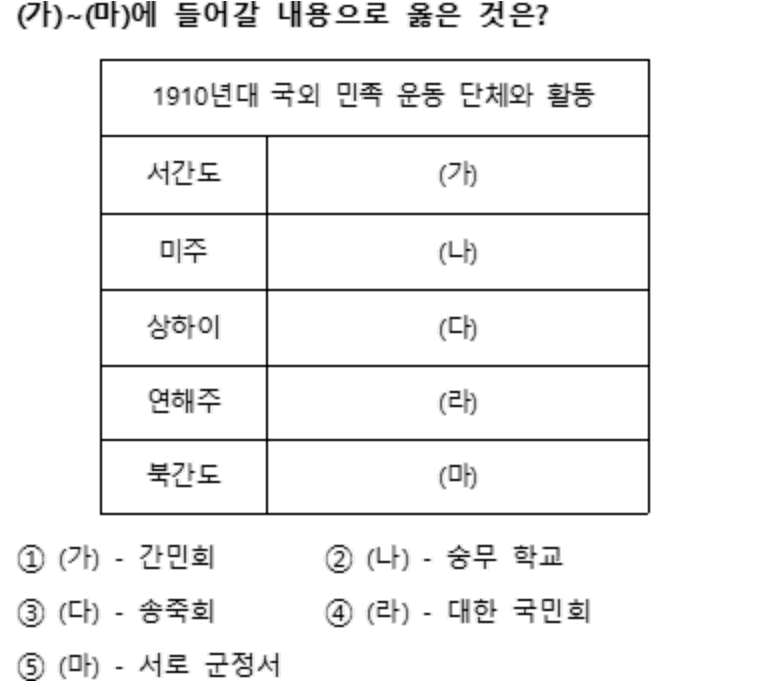 (가)~(마)에 들어갈 내용으로 옳은 것은?
1910년대 국외 민족 운동 단체와 활동
서간도 (가)
미주 (나)
상하이 (다)
연해주 (라)
북간도 (마)
① (가) - 간민회 ② (나) - 숭무 학교
③ (다) - 송죽회 ④ (라) - 대한 국민회
⑤ (마) - 서로 군정서